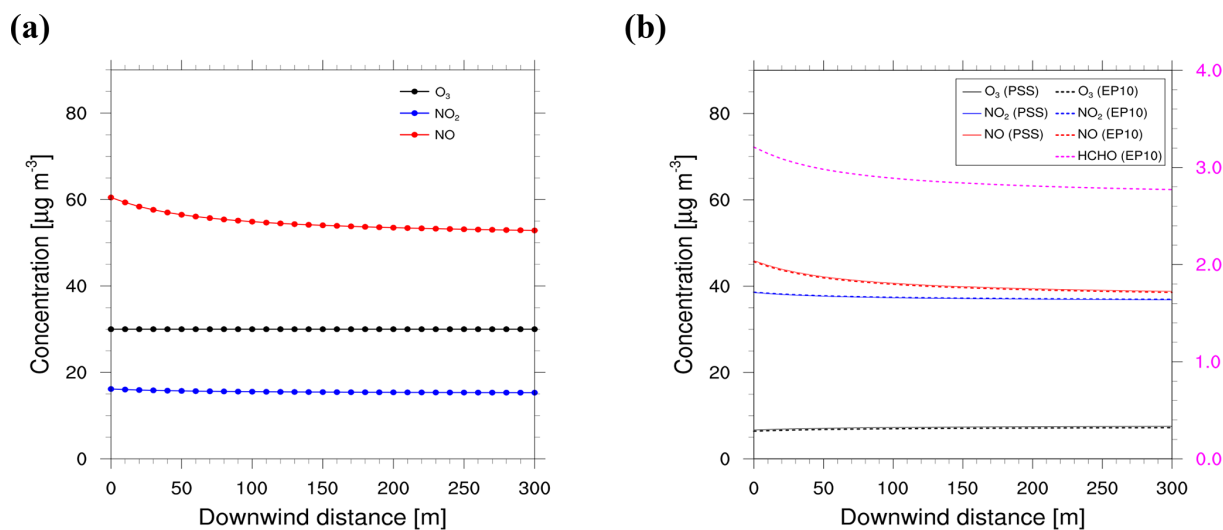 (a)
Concentration [µg m⁻³]
80
60
40
20
0
O₃
NO₂
NO
0 50 100 150 200 250 300
Downwind distance [m]
(b)
Concentration [µg m⁻³]
80
60
40
20
0
O₃ (PSS) O₃ (EP10)
NO₂ (PSS) NO₂ (EP10)
NO (PSS) NO (EP10)
HCHO (EP10)
4.0
3.0
2.0
1.0
0.0
0 50 100 150 200 250 300
Downwind distance [m]